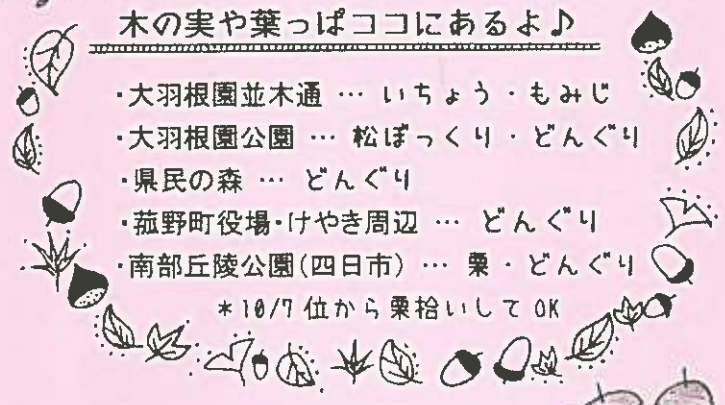 木の実や葉っぱココにあるよ♪
・大羽根園並木通 … いちょう・もみじ
・大羽根園公園 … 松ぼっくり・どんぐり
・県民の森 … どんぐり
・菰野町役場・けやき周辺 … どんぐり
・南部丘陵公園(四日市) … 栗・どんぐり
*10/7位から栗拾いしてOK